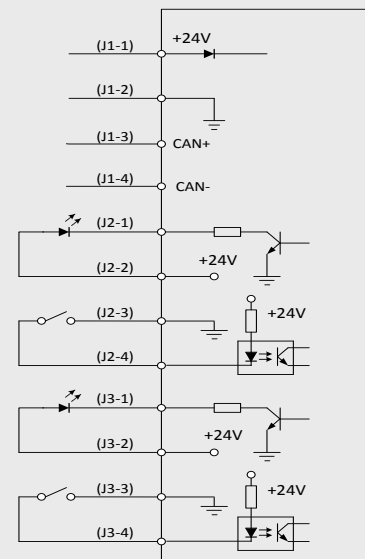 (J1-1) +24V
(J1-2)
(J1-3) CAN+
(J1-4) CAN-
(J2-1)
(J2-2) +24V
(J2-3) +24V
(J2-4)
(J3-1)
(J3-2) +24V
(J3-3) +24V
(J3-4)